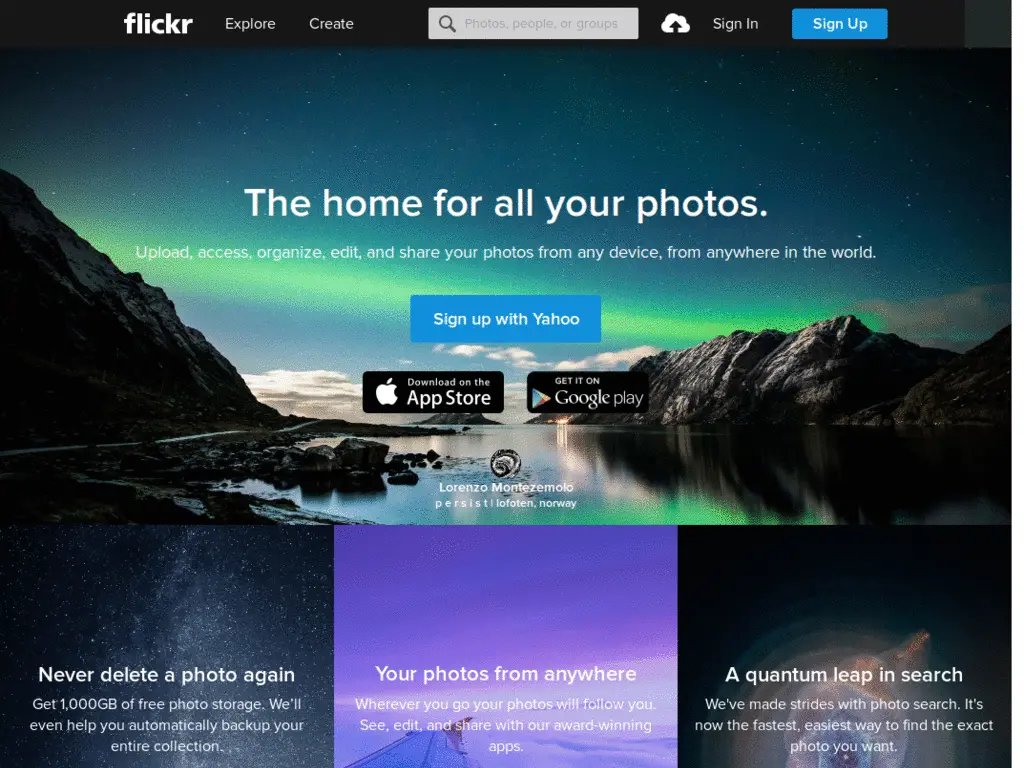 flickr
Explore
Create
Photos, people, or groups
Sign In
Sign Up
The home for all your photos.
Upload, access, organize, edit, and share your photos from any device, from anywhere in the world.
Sign up with Yahoo
Download on the
App Store
GET IT ON
Google play
Lorenzo Montezemolo
p e r s i s t | lofoten, norway
Never delete a photo again
Get 1,000GB of free photo storage. We'll
even help you automatically backup your
entire collection.
Your photos from anywhere
Wherever you go your photos will follow you.
See, edit, and share with our award-winning
apps.
A quantum leap in search
We've made strides with photo search. It's
now the fastest, easiest way to find the exact
photo you want.